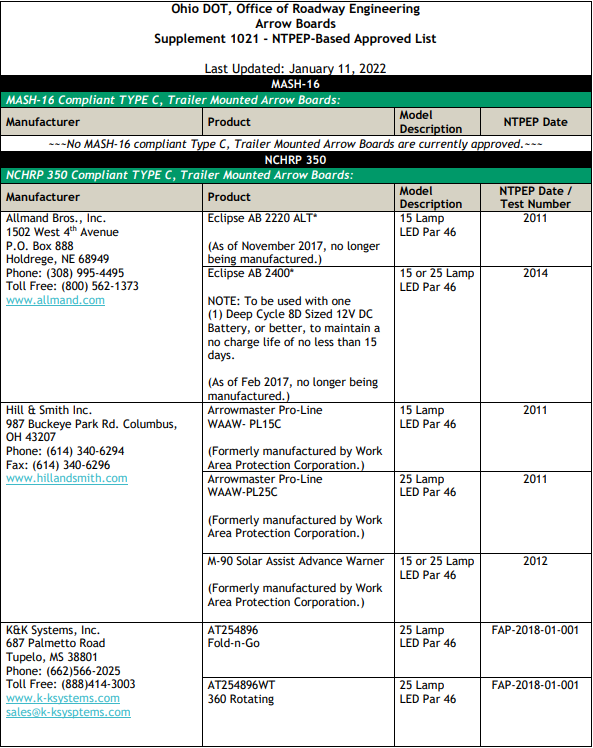 Ohio DOT, Office of Roadway Engineering
Arrow Boards
Supplement 1021 - NTPEP-Based Approved List
Last Updated: January 11, 2022
MASH-16
MASH-16 Compliant TYPE C, Trailer Mounted Arrow Boards:
Manufacturer Product Model Description NTPEP Date
~~~No MASH-16 compliant Type C, Trailer Mounted Arrow Boards are currently approved.~~~
NCHRP 350
NCHRP 350 Compliant TYPE C, Trailer Mounted Arrow Boards:
Manufacturer Product Model Description NTPEP Date / Test Number
Allmand Bros., Inc.
1502 West 4th Avenue
P.O. Box 888
Holdrege, NE 68949
Phone: (308) 995-4495
Toll Free: (800) 562-1373
www.allmand.com
Eclipse AB 2220 ALT*
(As of November 2017, no longer
being manufactured.)
15 Lamp
LED Par 46
2011
Eclipse AB 2400*
NOTE: To be used with one
(1) Deep Cycle 8D Sized 12V DC
Battery, or better, to maintain a
no charge life of no less than 15
days.
(As of Feb 2017, no longer being
manufactured.)
15 or 25 Lamp
LED Par 46
2014
Hill & Smith Inc.
987 Buckeye Park Rd. Columbus,
OH 43207
Phone: (614) 340-6294
Fax: (614) 340-6296
www.hillandsmith.com
Arrowmaster Pro-Line
WAAW- PL15C
(Formerly manufactured by Work
Area Protection Corporation.)
15 Lamp
LED Par 46
2011
Arrowmaster Pro-Line
WAAW-PL25C
(Formerly manufactured by Work
Area Protection Corporation.)
25 Lamp
LED Par 46
2011
M-90 Solar Assist Advance Warner
(Formerly manufactured by Work
Area Protection Corporation.)
15 or 25 Lamp
LED Par 46
2012
K&K Systems, Inc.
687 Palmetto Road
Tupelo, MS 38801
Phone: (662)566-2025
Toll Free: (888)414-3003
www.k-ksystems.com
sales@k-ksysptems.com
AT254896
Fold-n-Go
25 Lamp
LED Par 46
FAP-2018-01-001
AT254896WT
360 Rotating
25 Lamp
LED Par 46
FAP-2018-01-001